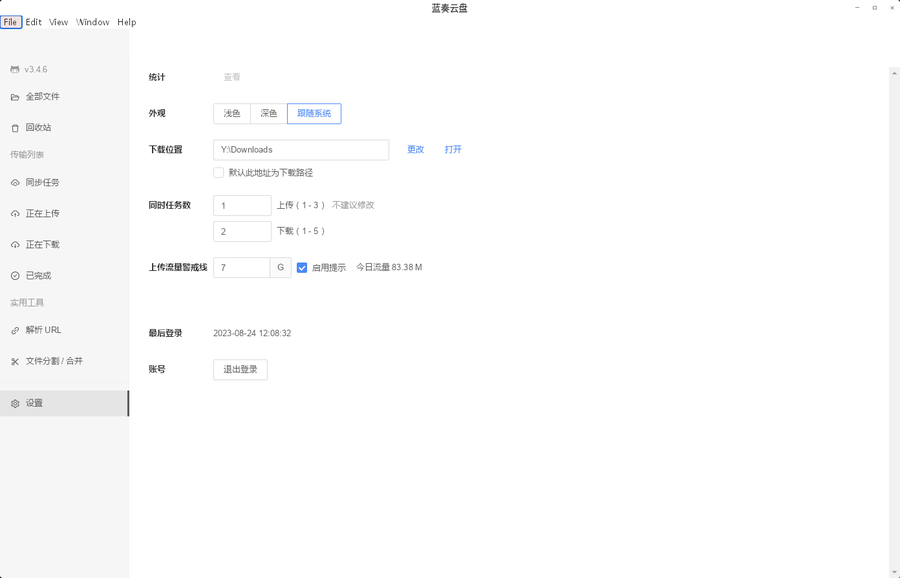 蓝奏云盘
File Edit View Window Help
v3.4.6
全部文件
回收站
传输列表
同步任务
正在上传
正在下载
已完成
实用工具
解析 URL
文件分割 / 合并
设置
统计 查看
外观 浅色 深色 跟随系统
下载位置 Y:\Downloads 更改 打开
默认此地址为下载路径
同时任务数 1 上传 ( 1 - 3 ) 不建议修改
2 下载 ( 1 - 5 )
上传流量警戒线 7 G 启用提示 今日流量 83.38 M
最后登录 2023-08-24 12:08:32
账号 退出登录